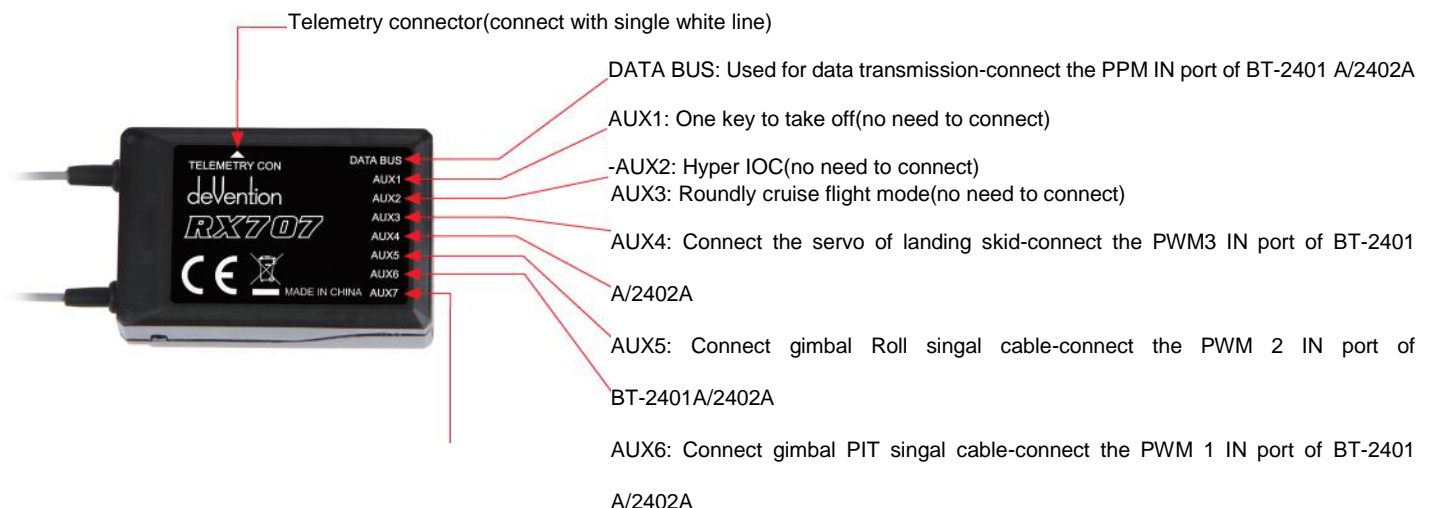 Telemetry connector(connect with single white line)
DATA BUS: Used for data transmission-connect the PPM IN port of BT-2401 A/2402A
AUX1: One key to take off(no need to connect)
-AUX2: Hyper IOC(no need to connect)
AUX3: Roundly cruise flight mode(no need to connect)
AUX4: Connect the servo of landing skid-connect the PWM3 IN port of BT-2401
A/2402A
AUX5: Connect gimbal Roll singal cable-connect the PWM 2 IN port of
BT-2401A/2402A
AUX6: Connect gimbal PIT singal cable-connect the PWM 1 IN port of BT-2401
A/2402A
TELEMETRY CON
deVention
RX707
CE
MADE IN CHINA
DATA BUS
AUX1
AUX2
AUX3
AUX4
AUX5
AUX6
AUX7